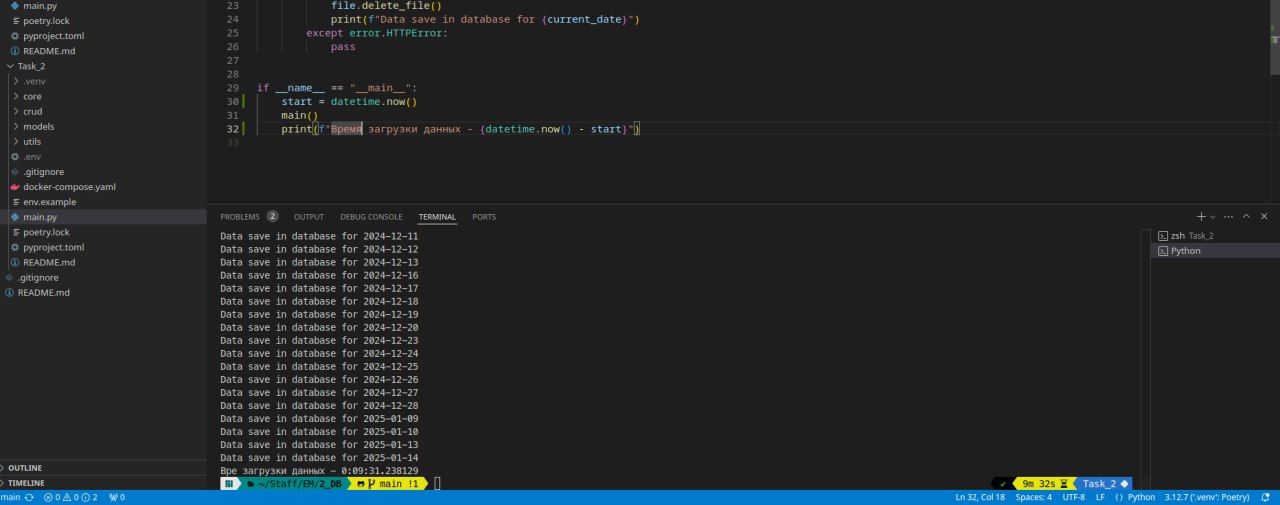 main.py
poetry.lock
pyproject.toml
README.md
Task_2
.venv
core
crud
models
utils
.env
.gitignore
docker-compose.yaml
env.example
main.py
poetry.lock
pyproject.toml
README.md
.gitignore
README.md
OUTLINE
TIMELINE
23 file.delete_file()
24 print(f"Data save in database for {current_date}")
25 except error.HTTPError:
26 pass
27
28
29 if __name__ == "__main__":
30 start = datetime.now()
31 main()
32 print(f"Время загрузки данных - {datetime.now() - start}")
33
PROBLEMS 2 OUTPUT DEBUG CONSOLE TERMINAL PORTS
Data save in database for 2024-12-11
Data save in database for 2024-12-12
Data save in database for 2024-12-13
Data save in database for 2024-12-16
Data save in database for 2024-12-17
Data save in database for 2024-12-18
Data save in database for 2024-12-19
Data save in database for 2024-12-20
Data save in database for 2024-12-23
Data save in database for 2024-12-24
Data save in database for 2024-12-25
Data save in database for 2024-12-26
Data save in database for 2024-12-27
Data save in database for 2024-12-28
Data save in database for 2025-01-09
Data save in database for 2025-01-10
Data save in database for 2025-01-13
Data save in database for 2025-01-14
Вре загрузки данных - 0:09:31.238129
~/Staff/EM/2_DB main !1 9m 32s Task_2
zsh Task_2
Python
main 0 0 2 0 Ln 32, Col 18 Spaces: 4 UTF-8 LF Python 3.12.7 ('.venv': Poetry)